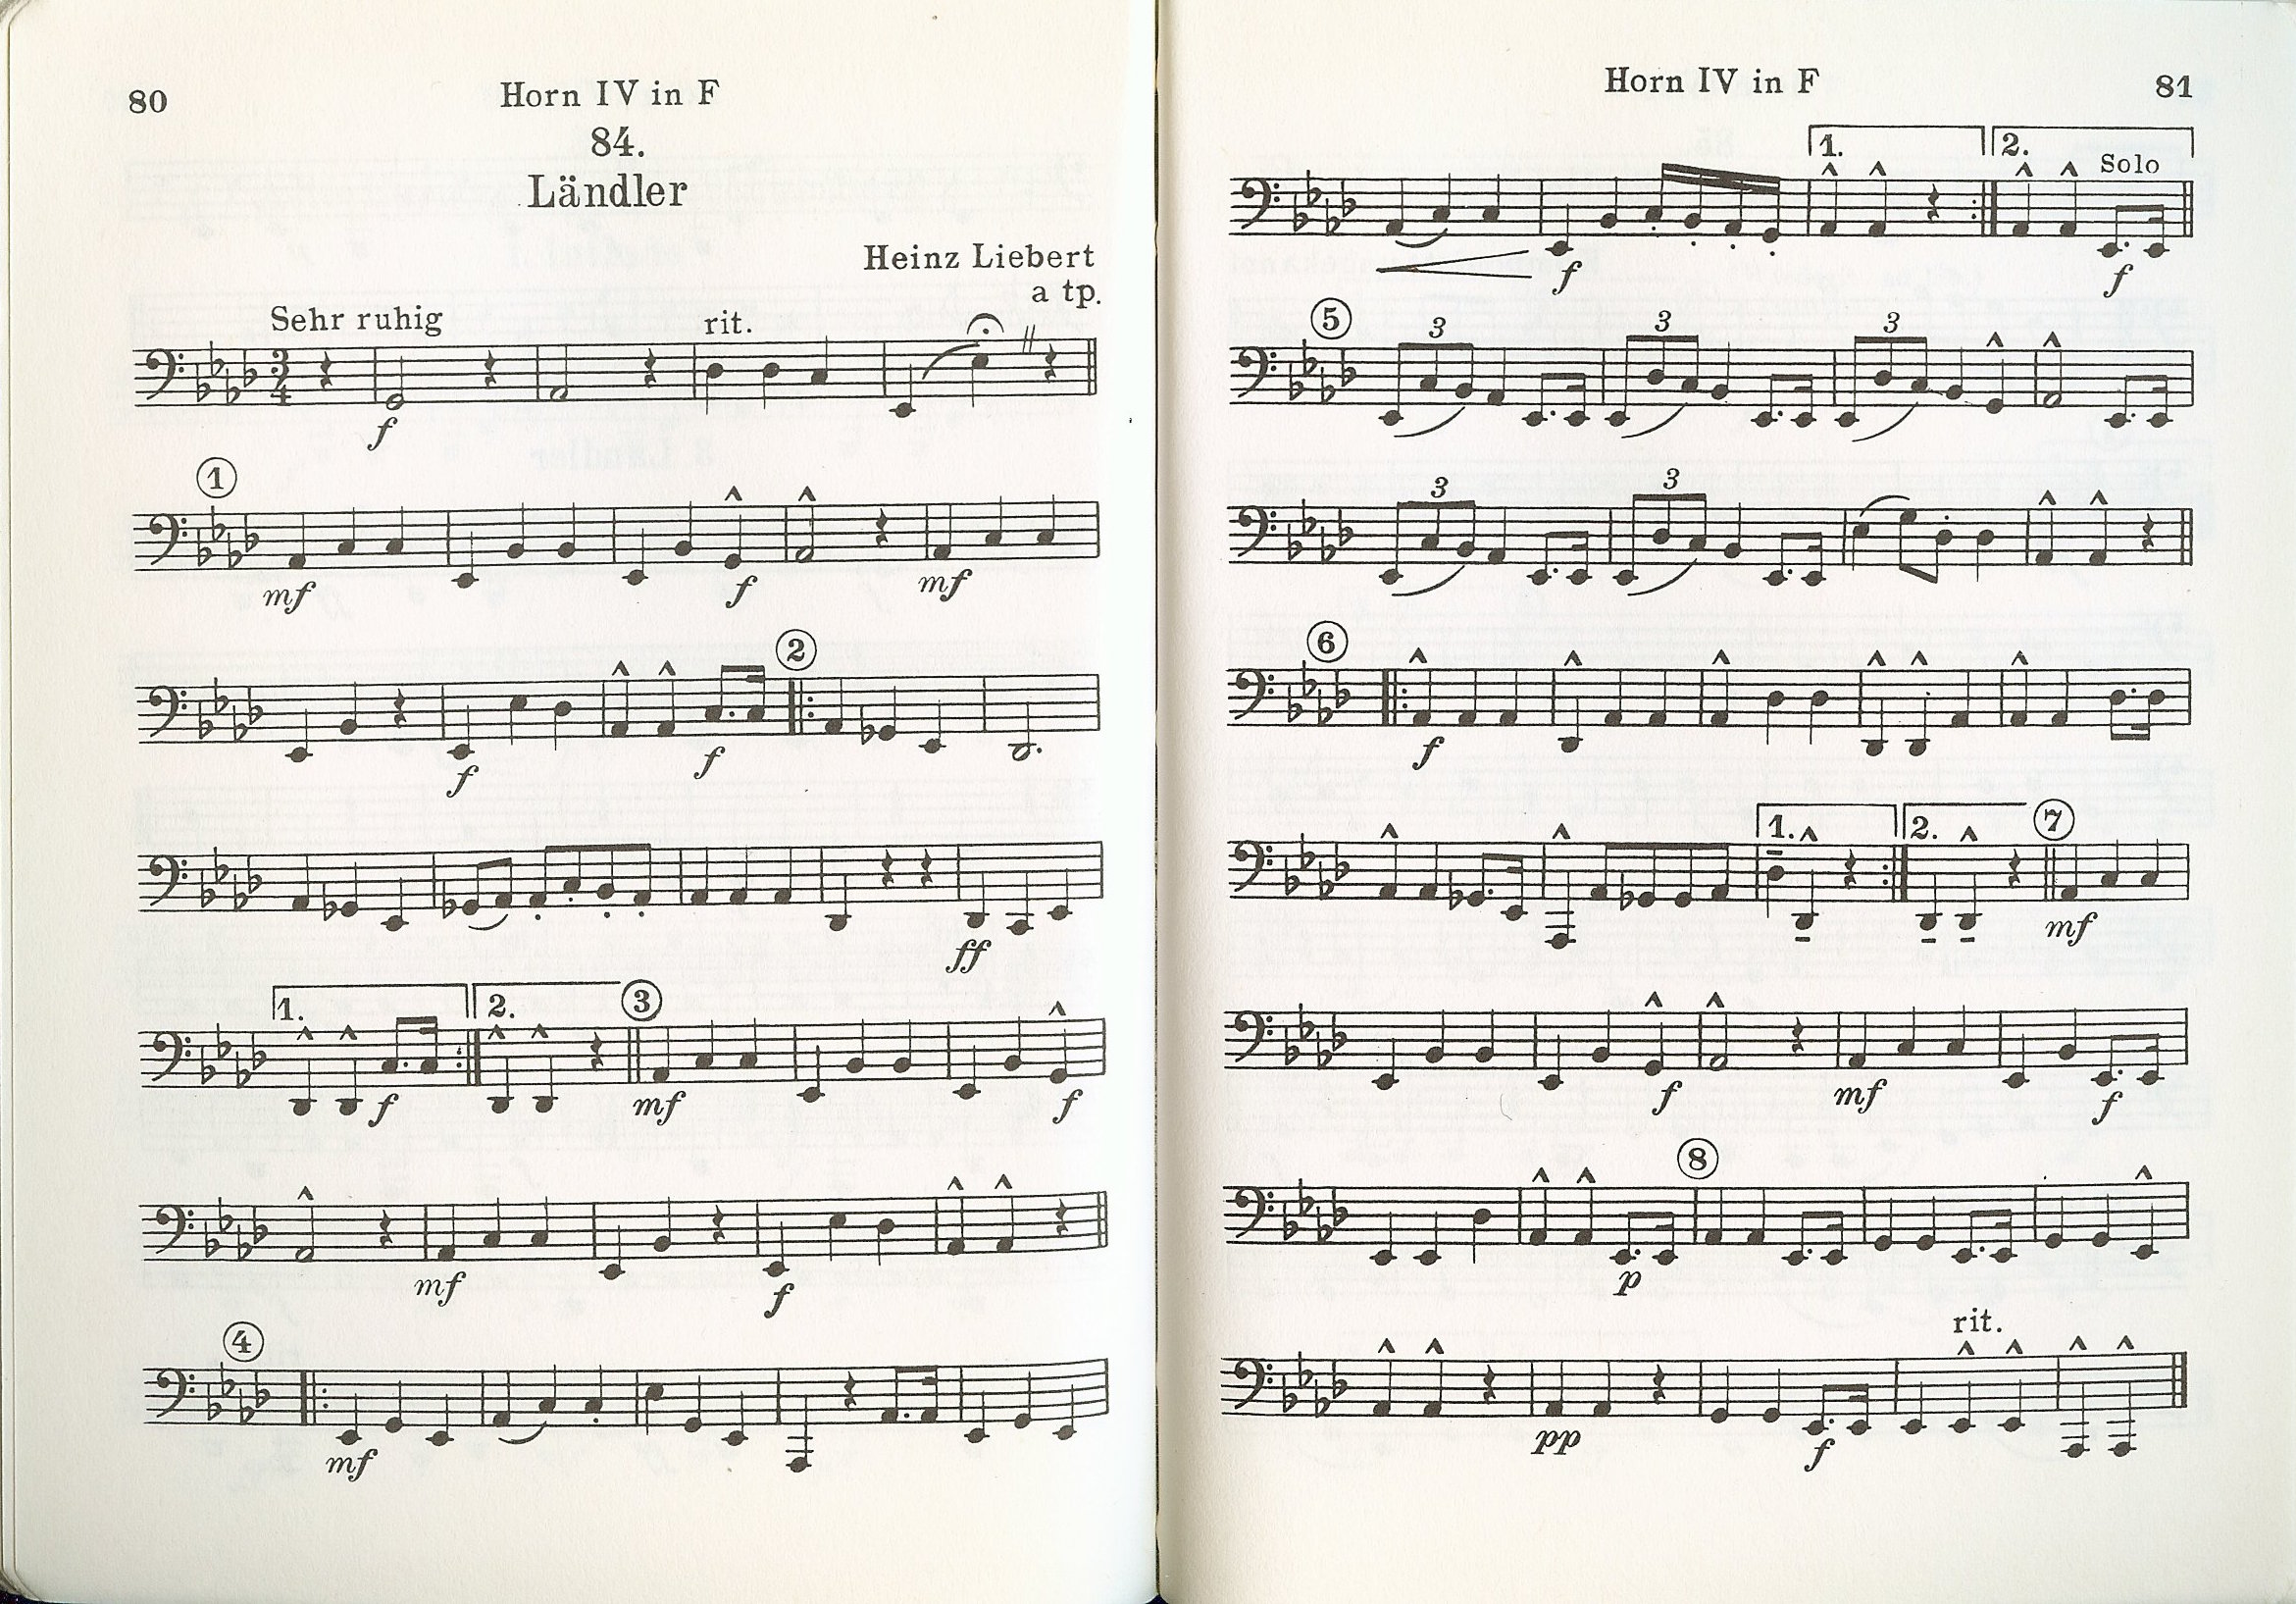 80
Horn IV in F
84.
Ländler
Heinz Liebert
a tp.
Sehr ruhig
rit.
3
4
f
1
mf
f
mf
2
f
f
ff
1.
2.
3
f
mf
f
mf
f
4
mf
Horn IV in F
81
1.
2.
Solo
f
f
5
3
3
3
3
3
6
f
1.
2.
7
mf
f
mf
f
8
p
rit.
pp
f